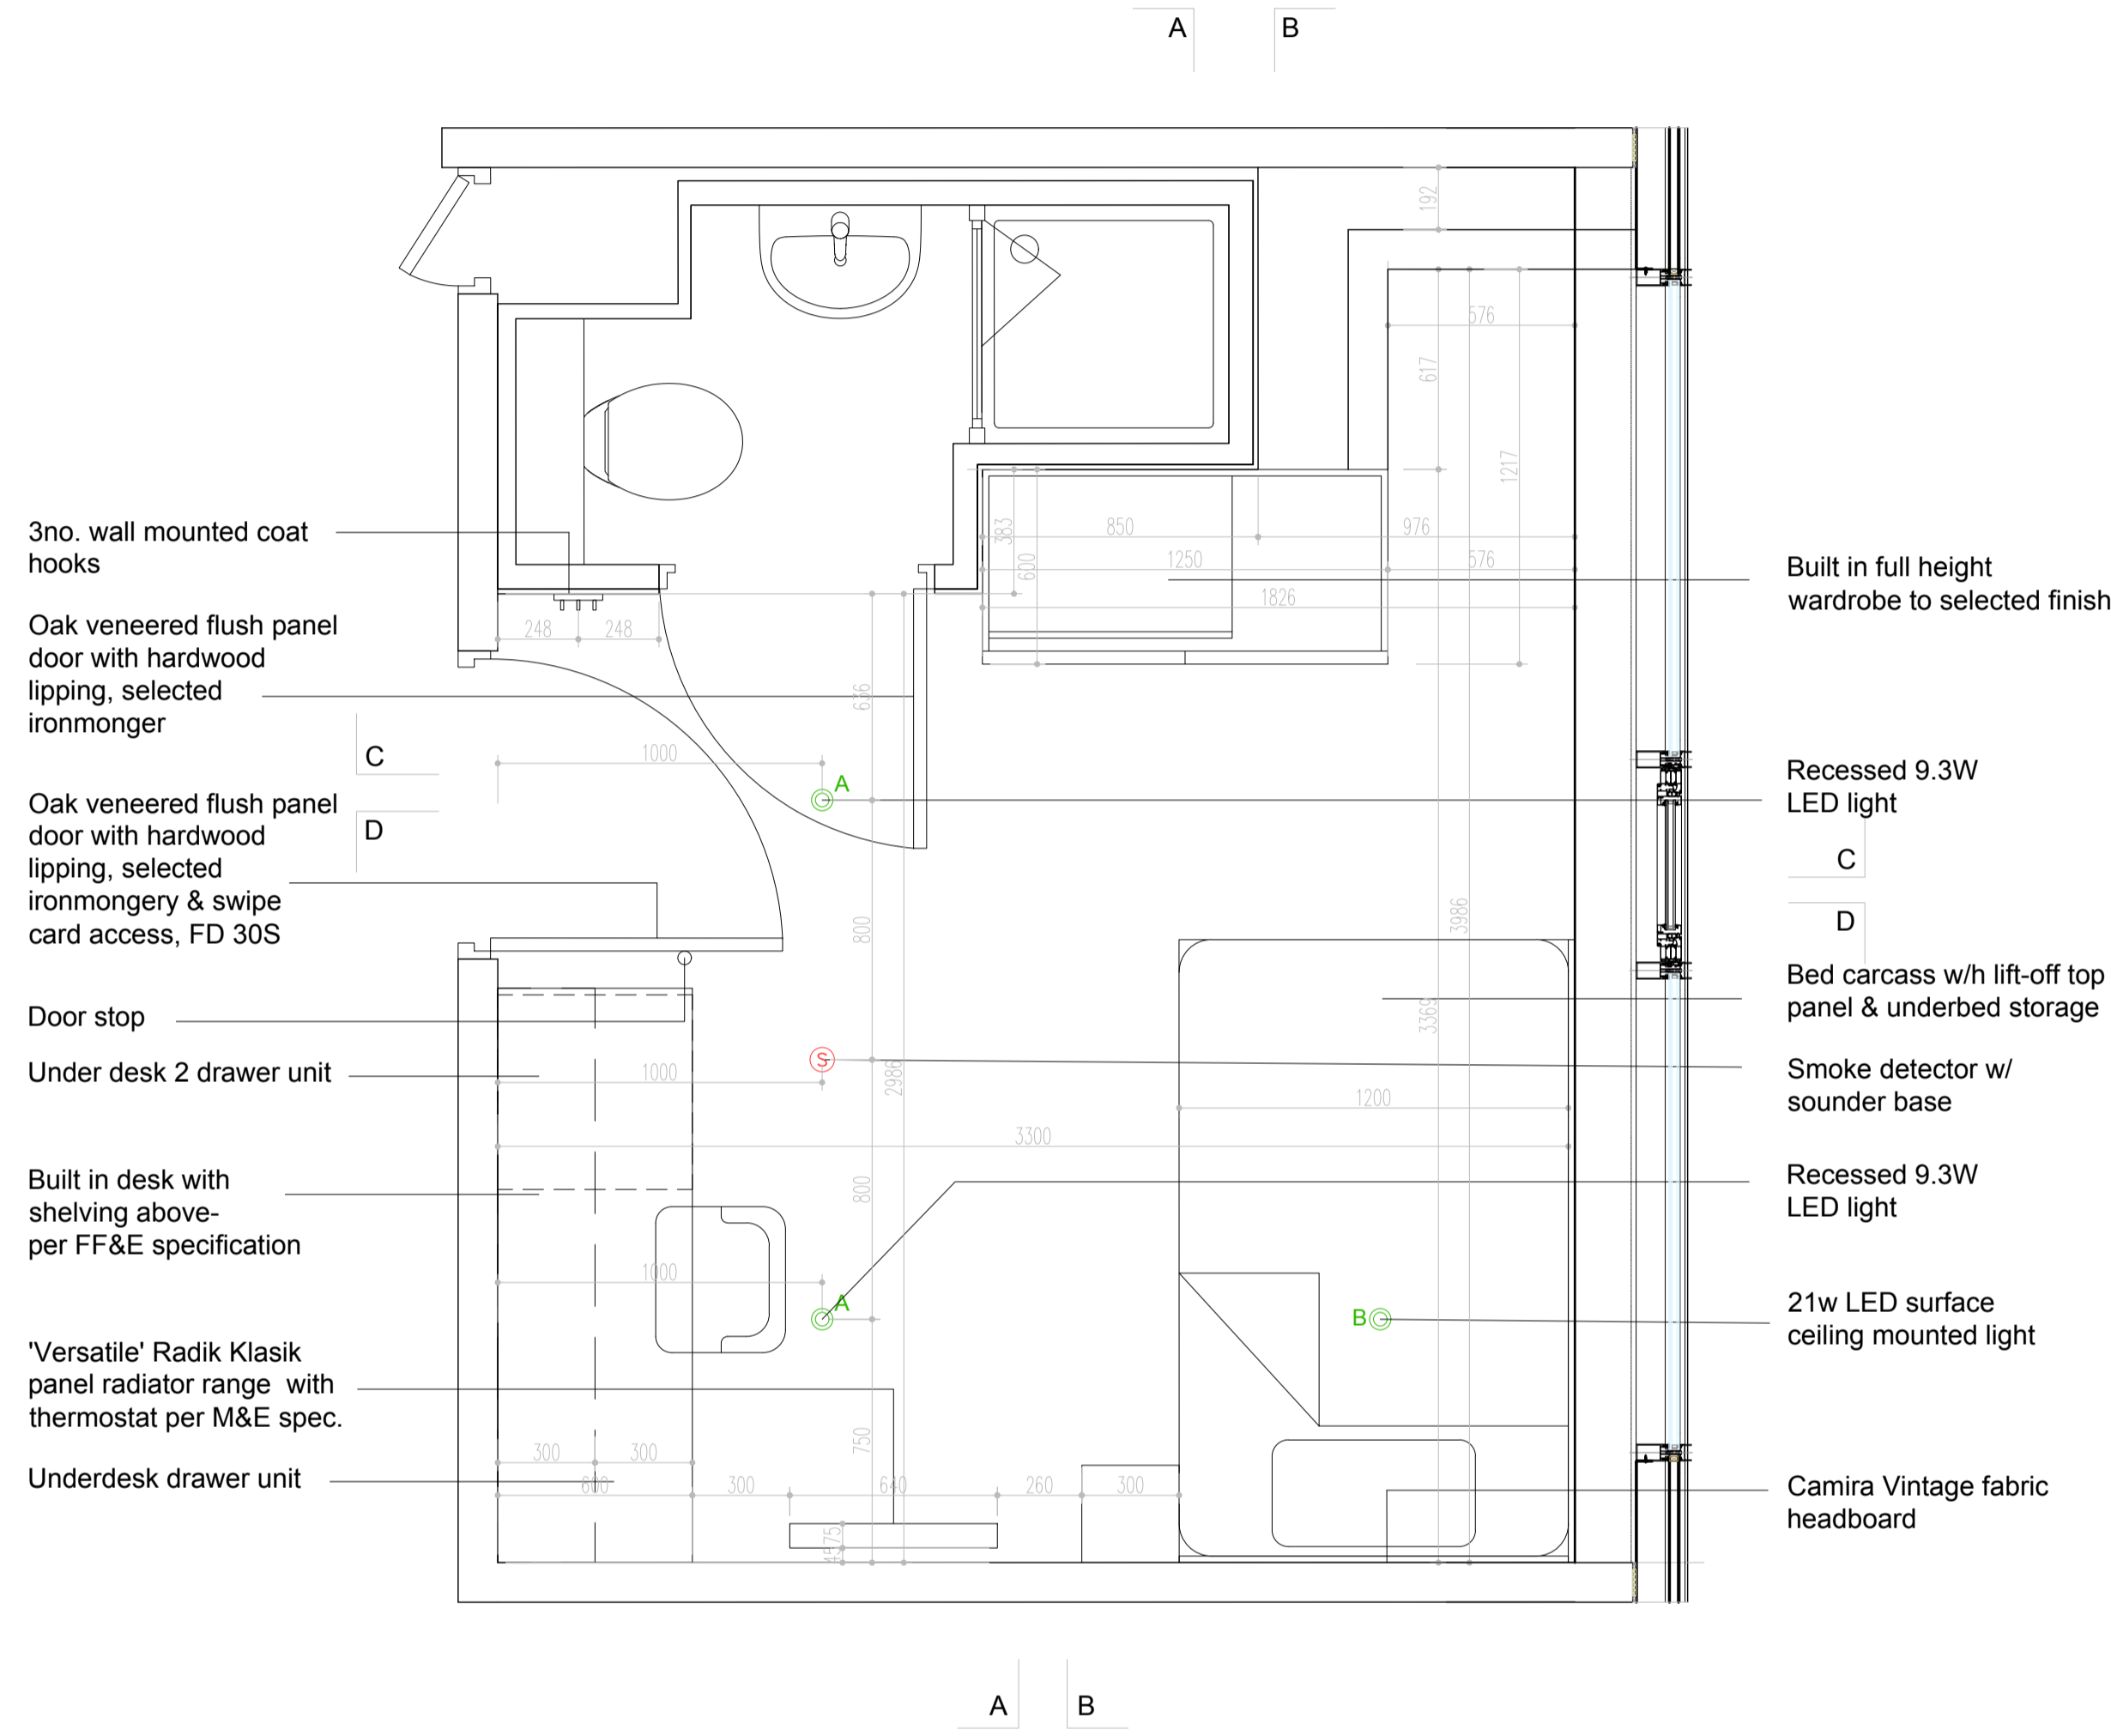 A
B
192
576
617
1217
3no. wall mounted coat
hooks
383
850
976
600
1250
576
1826
Built in full height
wardrobe to selected finish
Oak veneered flush panel
door with hardwood
lipping, selected
ironmonger
248
248
636
1000
C
A
Recessed 9.3W
LED light
Oak veneered flush panel
door with hardwood
lipping, selected
ironmongery & swipe
card access, FD 30S
D
C
D
800
3986
Bed carcass w/h lift-off top
panel & underbed storage
3369
Door stop
Under desk 2 drawer unit
1000
S
2986
Smoke detector w/
sounder base
1200
3300
Built in desk with
shelving above-
per FF&E specification
800
Recessed 9.3W
LED light
1000
A
B
21w LED surface
ceiling mounted light
'Versatile' Radik Klasik
panel radiator range with
thermostat per M&E spec.
750
300
300
Underdesk drawer unit
600
300
640
260
300
Camira Vintage fabric
headboard
75
A
B